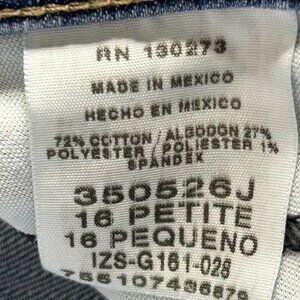 RN 130273
MADE IN MEXICO
HECHO EN MEXICO
72% COTTON / ALGODON 27%
POLYESTER / POLIESTER 1%
SPANDEX
350526J
16 PETITE
16 PEQUENO
IZS-G161-028